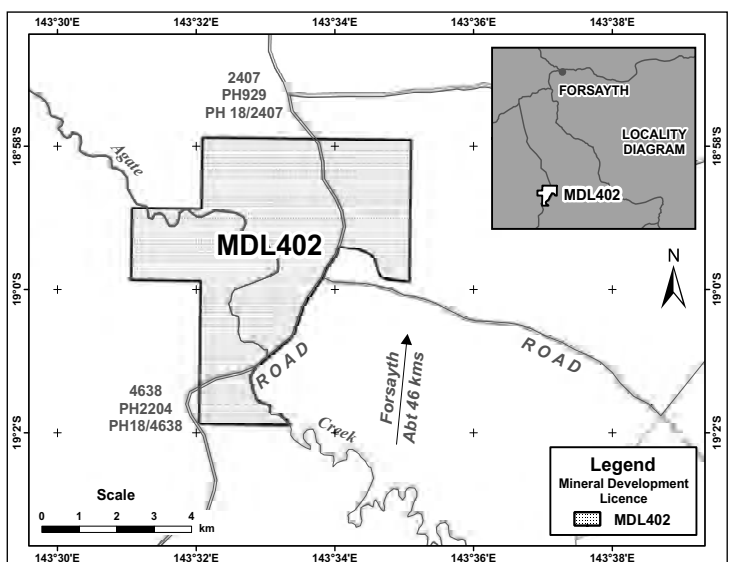 143°30'E 143°32'E 143°34'E 143°36'E 143°38'E
2407
PH929
PH 18/2407
FORSAYTH
LOCALITY
DIAGRAM
MDL402
18°58'S 18°58'S
Agate
MDL402
N
19°0'S 19°0'S
ROAD
ROAD
Forsayth
Abt 46 kms
4638
PH2204
PH18/4638
Creek
19°2'S 19°2'S
Legend
Mineral Development
Licence
MDL402
Scale
0 1 2 3 4
km
143°30'E 143°32'E 143°34'E 143°36'E 143°38'E